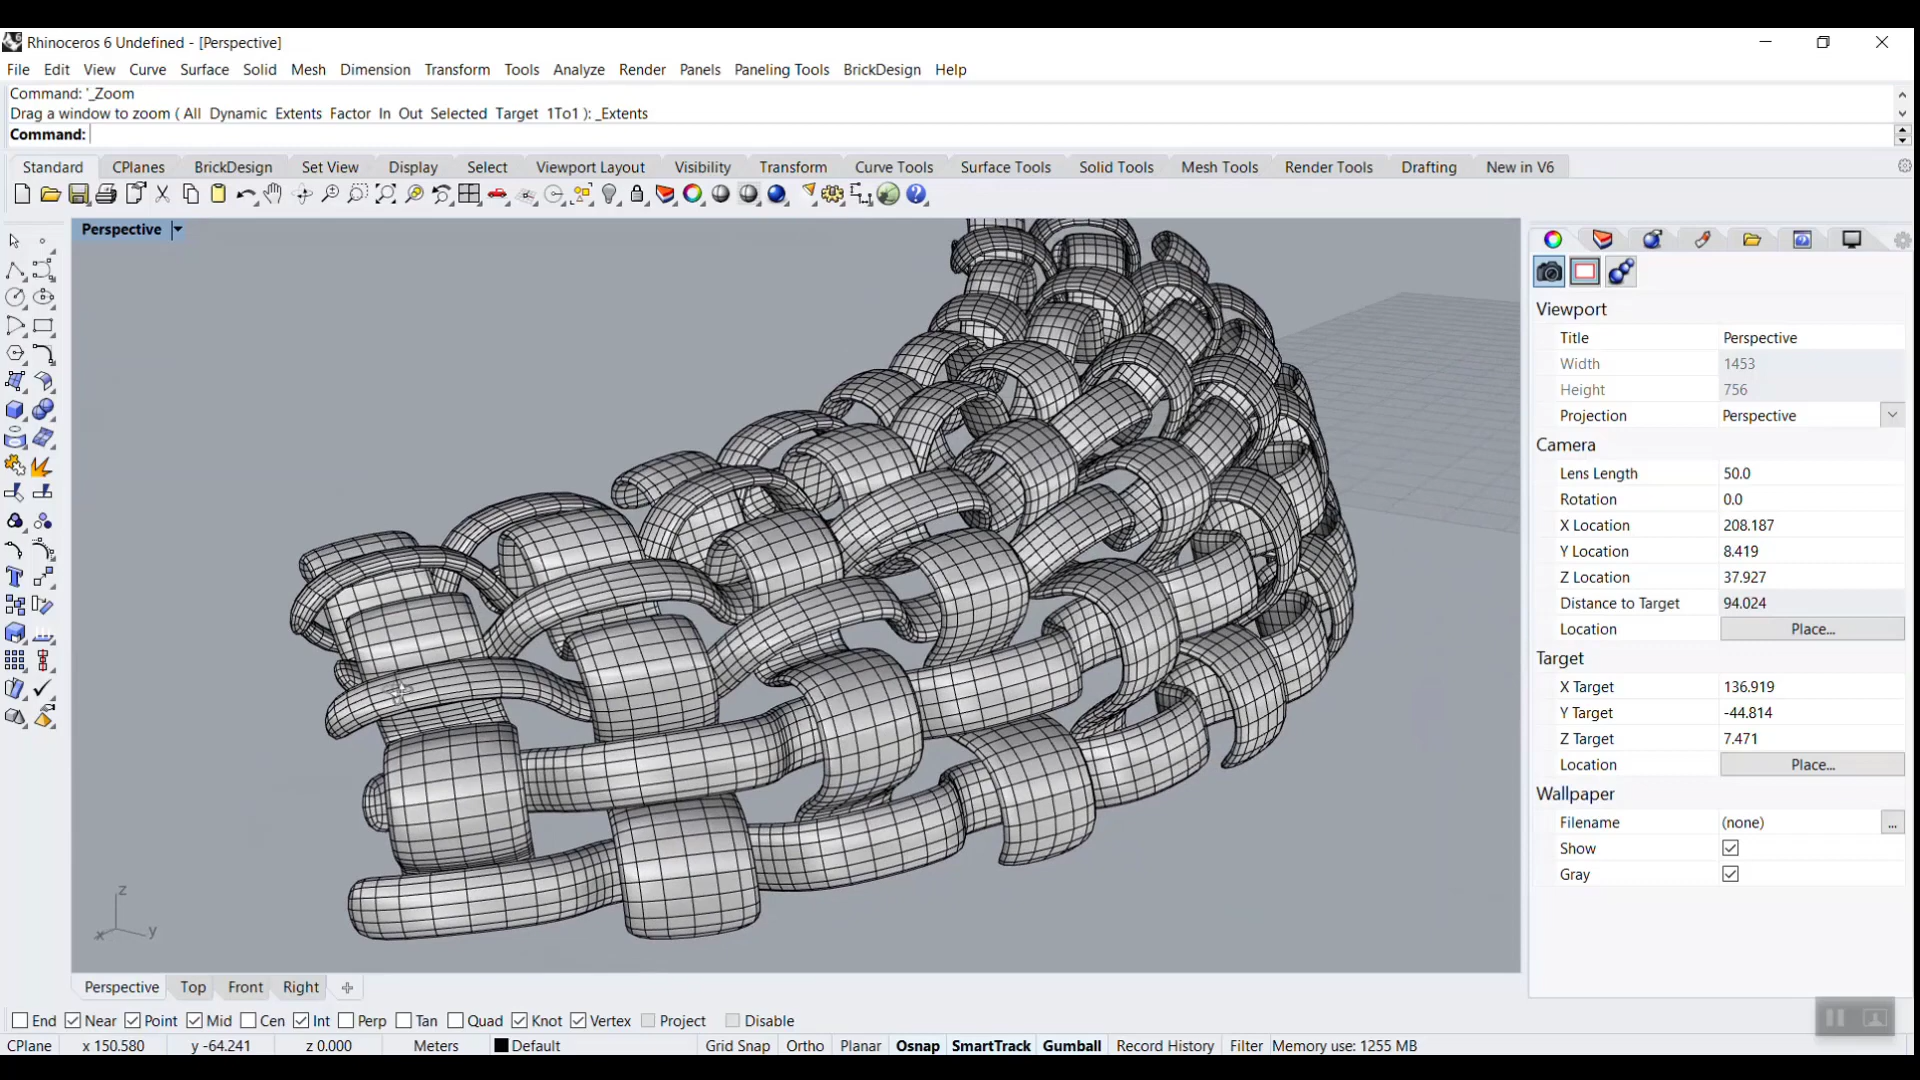 Rhinoceros 6 Undefined - [Perspective]
File Edit View Curve Surface Solid Mesh Dimension Transform Tools Analyze Render Panels Paneling Tools BrickDesign Help
Command: '_Zoom
Drag a window to zoom ( All Dynamic Extents Factor In Out Selected Target 1To1 ): _Extents
Command:
Standard CPlanes BrickDesign Set View Display Select Viewport Layout Visibility Transform Curve Tools Surface Tools Solid Tools Mesh Tools Render Tools Drafting New in V6
Perspective
Viewport
Title Perspective
Width 1453
Height 756
Projection Perspective
Camera
Lens Length 50.0
Rotation 0.0
X Location 208.187
Y Location 8.419
Z Location 37.927
Distance to Target 94.024
Location Place...
Target
X Target 136.919
Y Target -44.814
Z Target 7.471
Location Place...
Wallpaper
Filename (none) ...
Show
Gray
z
x y
Perspective Top Front Right
End Near Point Mid Cen Int Perp Tan Quad Knot Vertex Project Disable
CPlane x 150.580 y -64.241 z 0.000 Meters Default Grid Snap Ortho Planar Osnap SmartTrack Gumball Record History Filter Memory use: 1255 MB